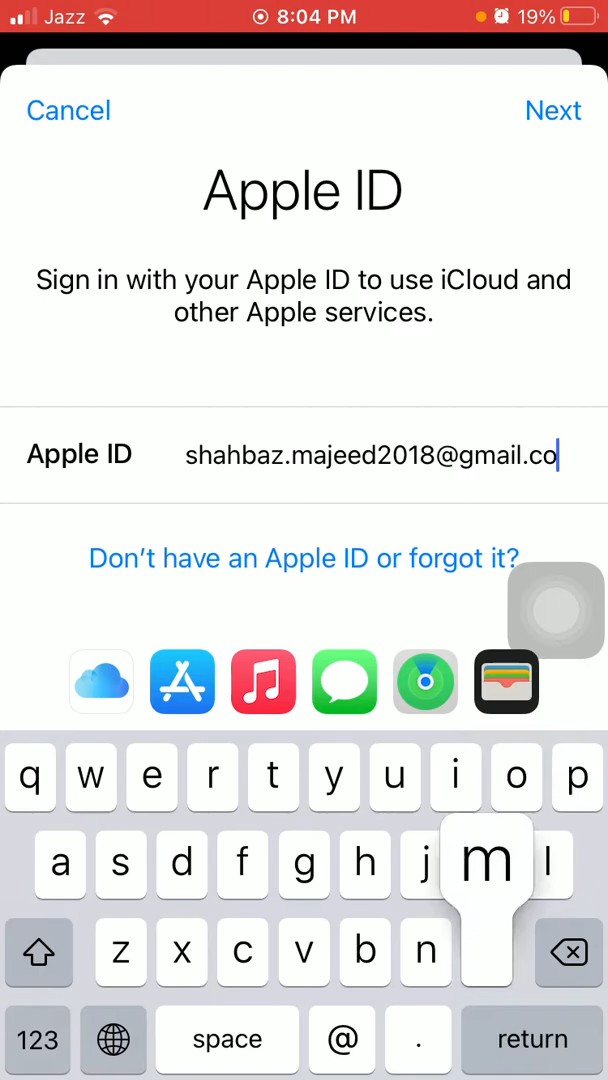 Jazz 8:04 PM 19%
Cancel Next
Apple ID
Sign in with your Apple ID to use iCloud and
other Apple services.
Apple ID shahbaz.majeed2018@gmail.co
Don't have an Apple ID or forgot it?
q w e r t y u i o p
a s d f g h j m l
z x c v b n
123 space @ . return